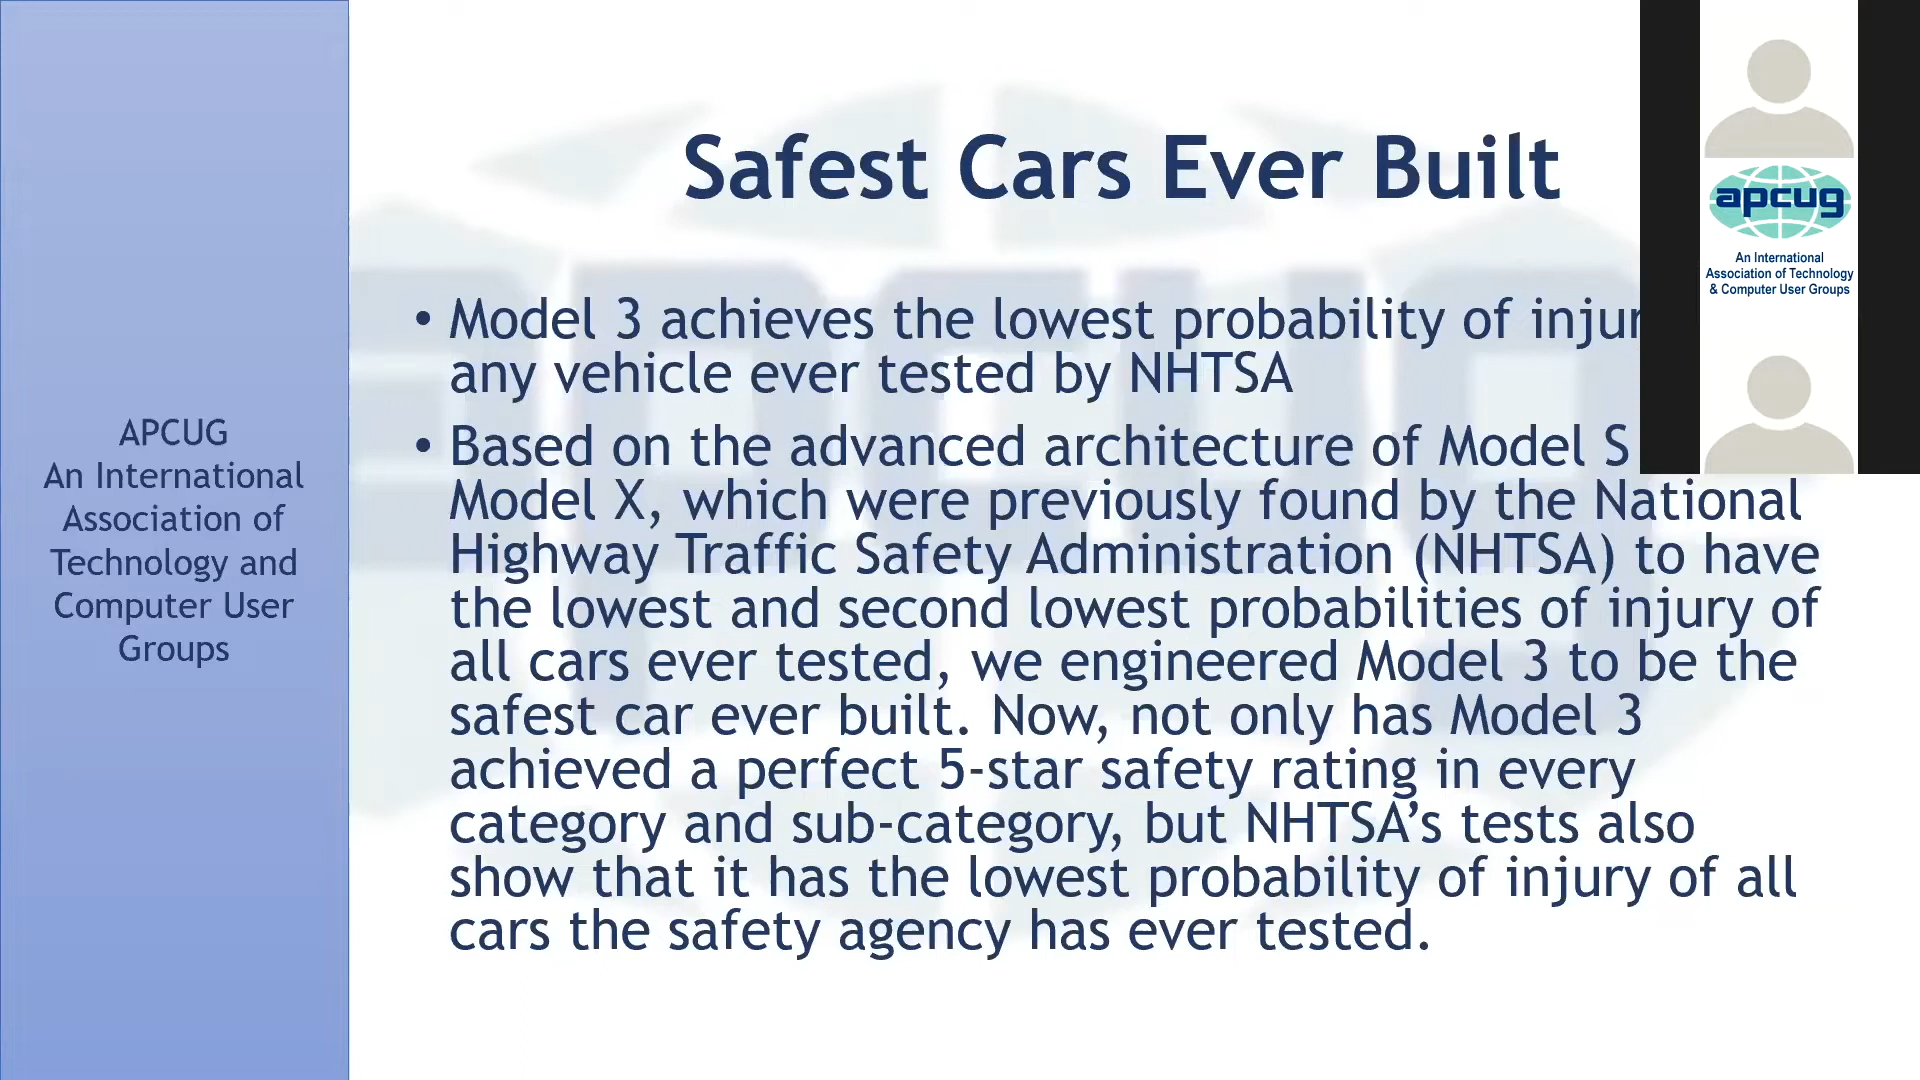 APCUG
An International
Association of
Technology and
Computer User
Groups
Safest Cars Ever Built
• Model 3 achieves the lowest probability of
any vehicle ever tested by NHTSA
• Based on the advanced architecture of Model S
Model X, which were previously found by the National
Highway Traffic Safety Administration (NHTSA) to have
the lowest and second lowest probabilities of injury of
all cars ever tested, we engineered Model 3 to be the
safest car ever built. Now, not only has Model 3
achieved a perfect 5-star safety rating in every
category and sub-category, but NHTSA’s tests also
show that it has the lowest probability of injury of all
cars the safety agency has ever tested.
apcug
An International
Association of Technology
& Computer User Groups